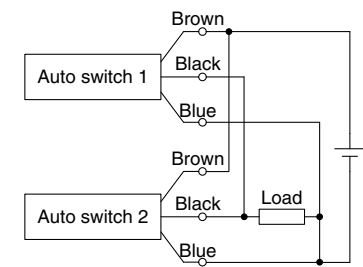 Brown
Auto switch 1
Black
Blue
Brown
Auto switch 2
Black
Load
Blue